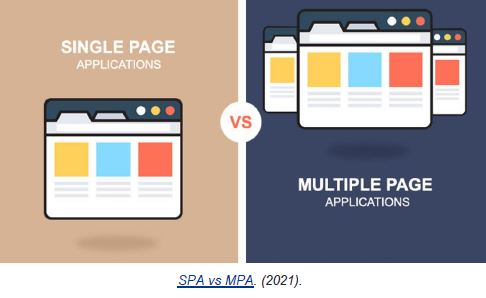 SINGLE PAGE
APPLICATIONS
VS
MULTIPLE PAGE
APPLICATIONS
SPA vs MPA. (2021).